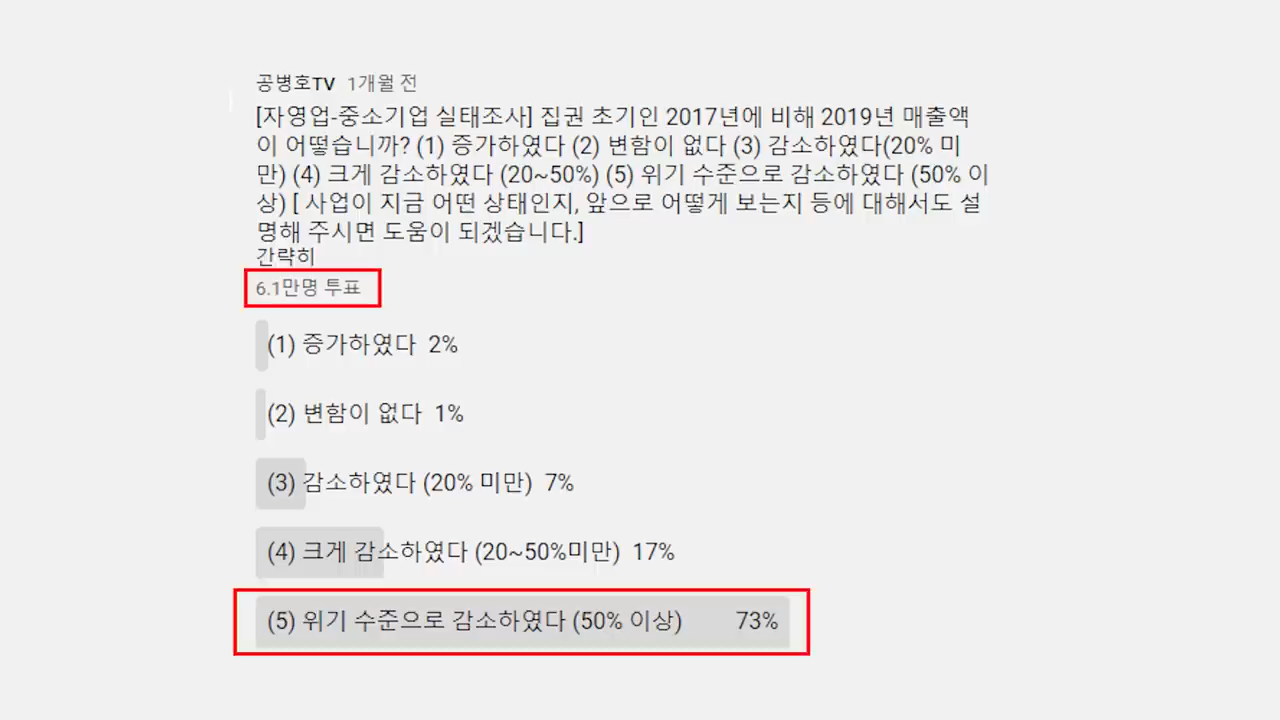 공병호TV 1개월 전
[자영업-중소기업 실태조사] 집권 초기인 2017년에 비해 2019년 매출액
이 어떻습니까? (1) 증가하였다 (2) 변함이 없다 (3) 감소하였다(20% 미
만) (4) 크게 감소하였다 (20~50%) (5) 위기 수준으로 감소하였다 (50% 이
상) [ 사업이 지금 어떤 상태인지, 앞으로 어떻게 보는지 등에 대해서도 설
명해 주시면 도움이 되겠습니다.]
간략히
6.1만명 투표
(1) 증가하였다 2%
(2) 변함이 없다 1%
(3) 감소하였다 (20% 미만) 7%
(4) 크게 감소하였다 (20~50%미만) 17%
(5) 위기 수준으로 감소하였다 (50% 이상) 73%